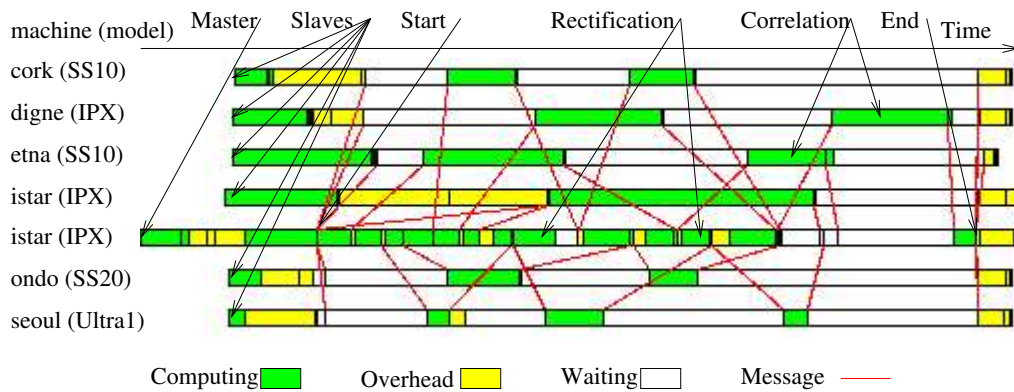 Master Slaves Start Rectification Correlation End
machine (model) Time
cork (SS10)
digne (IPX)
etna (SS10)
istar (IPX)
istar (IPX)
ondo (SS20)
seoul (Ultra1)
Computing Overhead Waiting Message